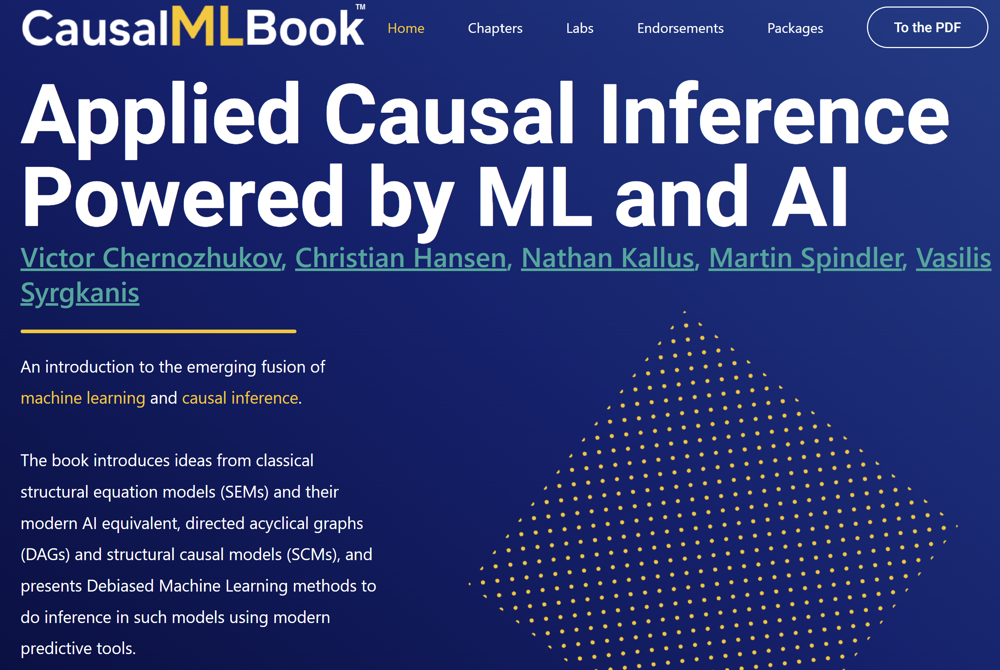 CausalMLBook™
Home Chapters Labs Endorsements Packages To the PDF
Applied Causal Inference
Powered by ML and AI
Victor Chernozhukov, Christian Hansen, Nathan Kallus, Martin Spindler, Vasilis
Syrgkanis
An introduction to the emerging fusion of
machine learning and causal inference.
The book introduces ideas from classical
structural equation models (SEMs) and their
modern AI equivalent, directed acyclical graphs
(DAGs) and structural causal models (SCMs), and
presents Debiased Machine Learning methods to
do inference in such models using modern
predictive tools.